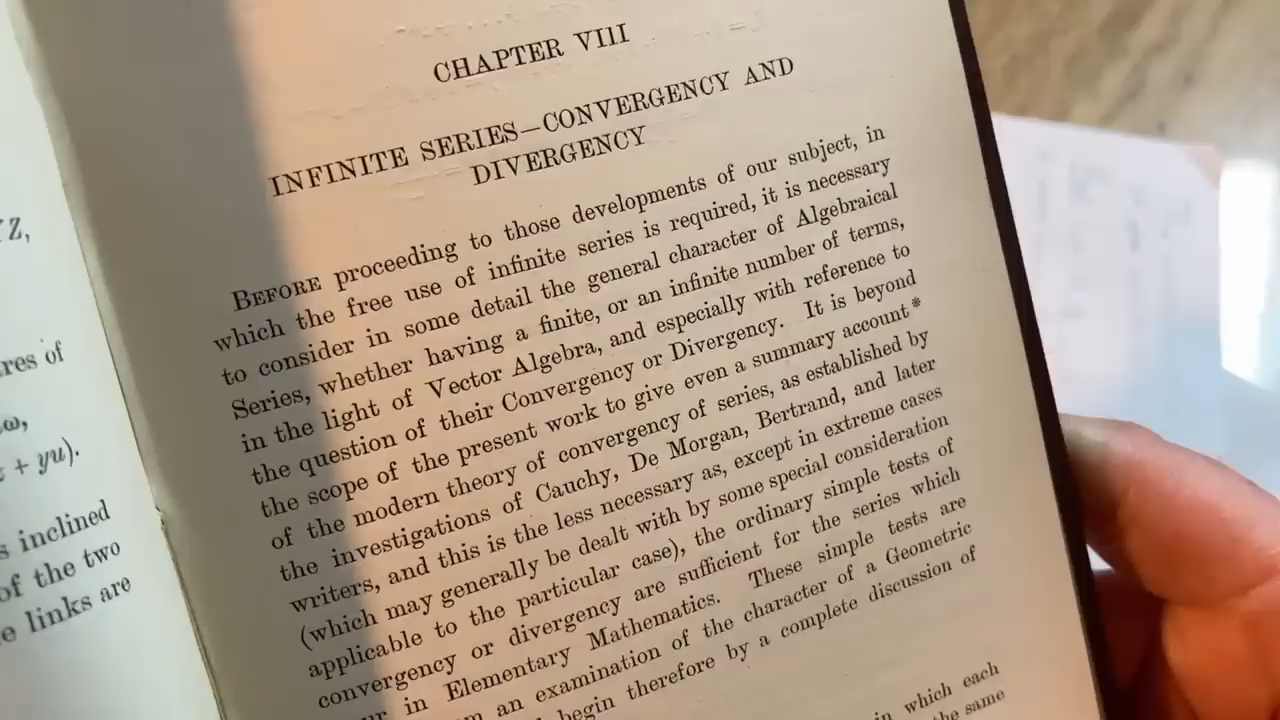 YZ,
res of
ω,
+ yu).
s inclined
of the two
e links are
CHAPTER VIII
INFINITE SERIES—CONVERGENCY AND
DIVERGENCY
BEFORE proceeding to those developments of our subject, in
which the free use of infinite series is required, it is necessary
to consider in some detail the general character of Algebraical
Series, whether having a finite, or an infinite number of terms,
in the light of Vector Algebra, and especially with reference to
the question of their Convergency or Divergency. It is beyond
the scope of the present work to give even a summary account*
of the modern theory of convergency of series, as established by
the investigations of Cauchy, De Morgan, Bertrand, and later
writers, and this is the less necessary as, except in extreme cases
(which may generally be dealt with by some special consideration
applicable to the particular case), the ordinary simple tests of
convergency or divergency are sufficient for the series which
in Elementary Mathematics. These simple tests are
an examination of the character of a Geometric
begin therefore by a complete discussion of
in which each
the same